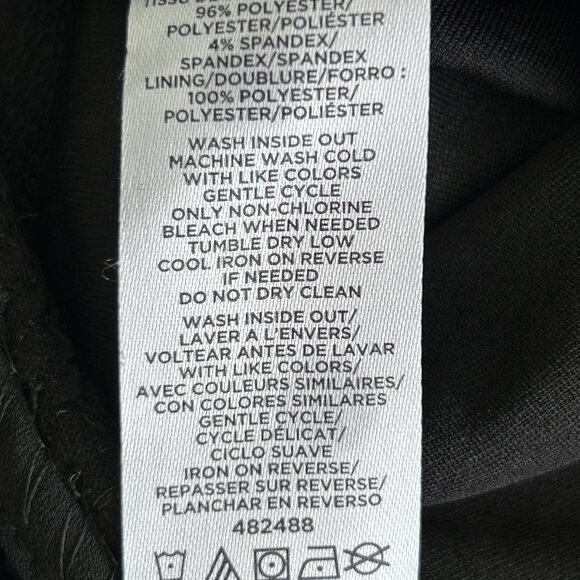 96% POLYESTER/
POLYESTER/POLIÉSTER
4% SPANDEX/
SPANDEX/SPANDEX
LINING/DOUBLURE/FORRO :
100% POLYESTER/
POLYESTER/POLIÉSTER
WASH INSIDE OUT
MACHINE WASH COLD
WITH LIKE COLORS
GENTLE CYCLE
ONLY NON-CHLORINE
BLEACH WHEN NEEDED
TUMBLE DRY LOW
COOL IRON ON REVERSE
IF NEEDED
DO NOT DRY CLEAN
WASH INSIDE OUT/
LAVER À L'ENVERS/
VOLTEAR ANTES DE LAVAR
WITH LIKE COLORS/
AVEC COULEURS SIMILAIRES/
CON COLORES SIMILARES
GENTLE CYCLE/
CYCLE DÉLICAT/
CICLO SUAVE
IRON ON REVERSE/
REPASSER SUR REVERSE/
PLANCHAR EN REVERSO
482488